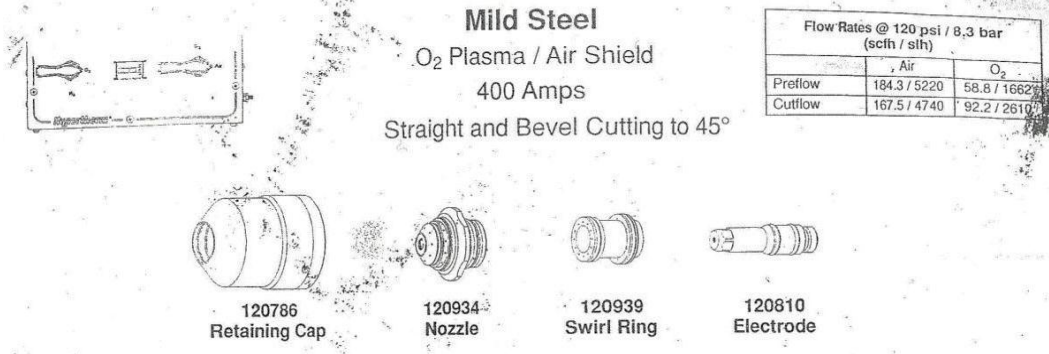 Mild Steel
O₂ Plasma / Air Shield
400 Amps
Straight and Bevel Cutting to 45°
Flow Rates @ 120 psi / 8,3 bar
(scfh / slh)
Air O₂
Preflow 184.3 / 5220 58.8 / 1662
Cutflow 167.5 / 4740 92.2 / 2610
Hypertherm
120786
Retaining Cap
120934
Nozzle
120939
Swirl Ring
120810
Electrode